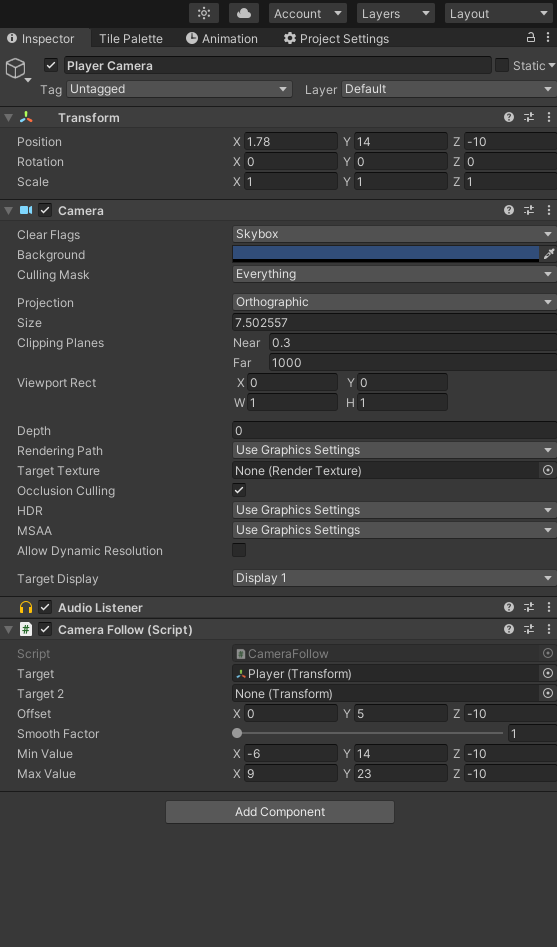 Account Layers Layout
Inspector Tile Palette Animation Project Settings
Player Camera Static
Tag Untagged Layer Default
Transform
Position X 1.78 Y 14 Z -10
Rotation X 0 Y 0 Z 0
Scale X 1 Y 1 Z 1
Camera
Clear Flags Skybox
Background
Culling Mask Everything
Projection Orthographic
Size 7.502557
Clipping Planes Near 0.3
Far 1000
Viewport Rect X 0 Y 0
W 1 H 1
Depth 0
Rendering Path Use Graphics Settings
Target Texture None (Render Texture)
Occlusion Culling
HDR Use Graphics Settings
MSAA Use Graphics Settings
Allow Dynamic Resolution
Target Display Display 1
Audio Listener
# Camera Follow (Script)
Script # CameraFollow
Target Player (Transform)
Target 2 None (Transform)
Offset X 0 Y 5 Z -10
Smooth Factor 1
Min Value X -6 Y 14 Z -10
Max Value X 9 Y 23 Z -10
Add Component